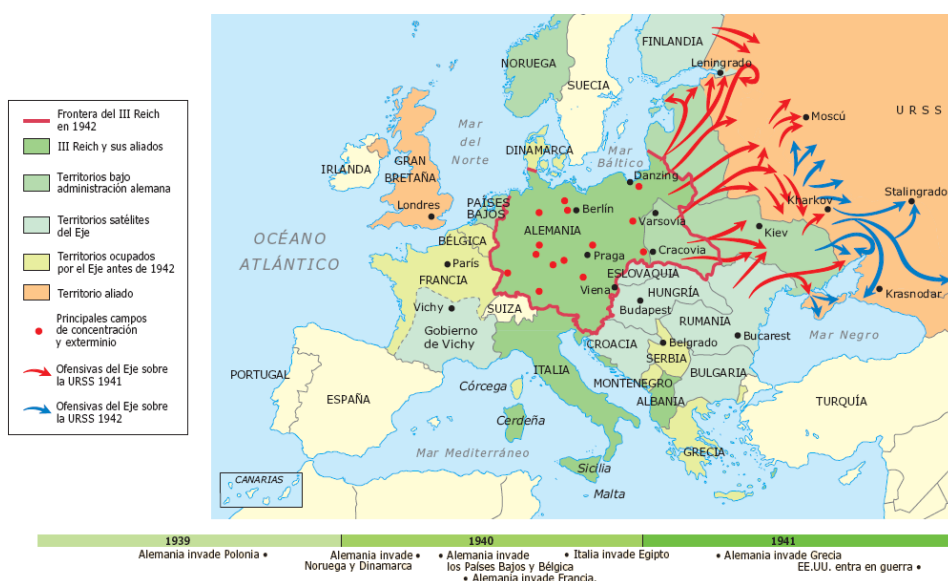 Frontera del III Reich
en 1942
III Reich y sus aliados
Territorios bajo
administración alemana
Territorios satélites
del Eje
Territorios ocupados
por el Eje antes de 1942
Territorio aliado
Principales campos
de concentración
y exterminio
Ofensivas del Eje sobre
la URSS 1941
Ofensivas del Eje sobre
la URSS 1942
FINLANDIA
NORUEGA
Leningrado
SUECIA
URSS
Moscú
Mar
del Norte
DINAMARCA
Mar
Báltico
IRLANDA
GRAN
BRETAÑA
Danzing
Londres
PAÍSES
BAJOS
Berlín
Varsovia
Kharkov
Stalingrado
ALEMANIA
Kiev
OCÉANO
ATLÁNTICO
BÉLGICA
París
Praga
Cracovia
FRANCIA
ESLOVAQUIA
Viena
Krasnodar
Vichy
SUIZA
HUNGRÍA
Budapest
Gobierno
de Vichy
RUMANIA
Bucarest
Mar Negro
CROACIA
Belgrado
SERBIA
ITALIA
BULGARIA
PORTUGAL
ESPAÑA
Córcega
MONTENEGRO
ALBANIA
TURQUÍA
Cerdeña
GRECIA
Mar Mediterráneo
Sicilia
Malta
CANARIAS
1939
1940
1941
Alemania invade Polonia
Alemania invade
Noruega y Dinamarca
Alemania invade
los Países Bajos y Bélgica
Alemania invade Francia.
Italia invade Egipto
Alemania invade Grecia
EE.UU. entra en guerra